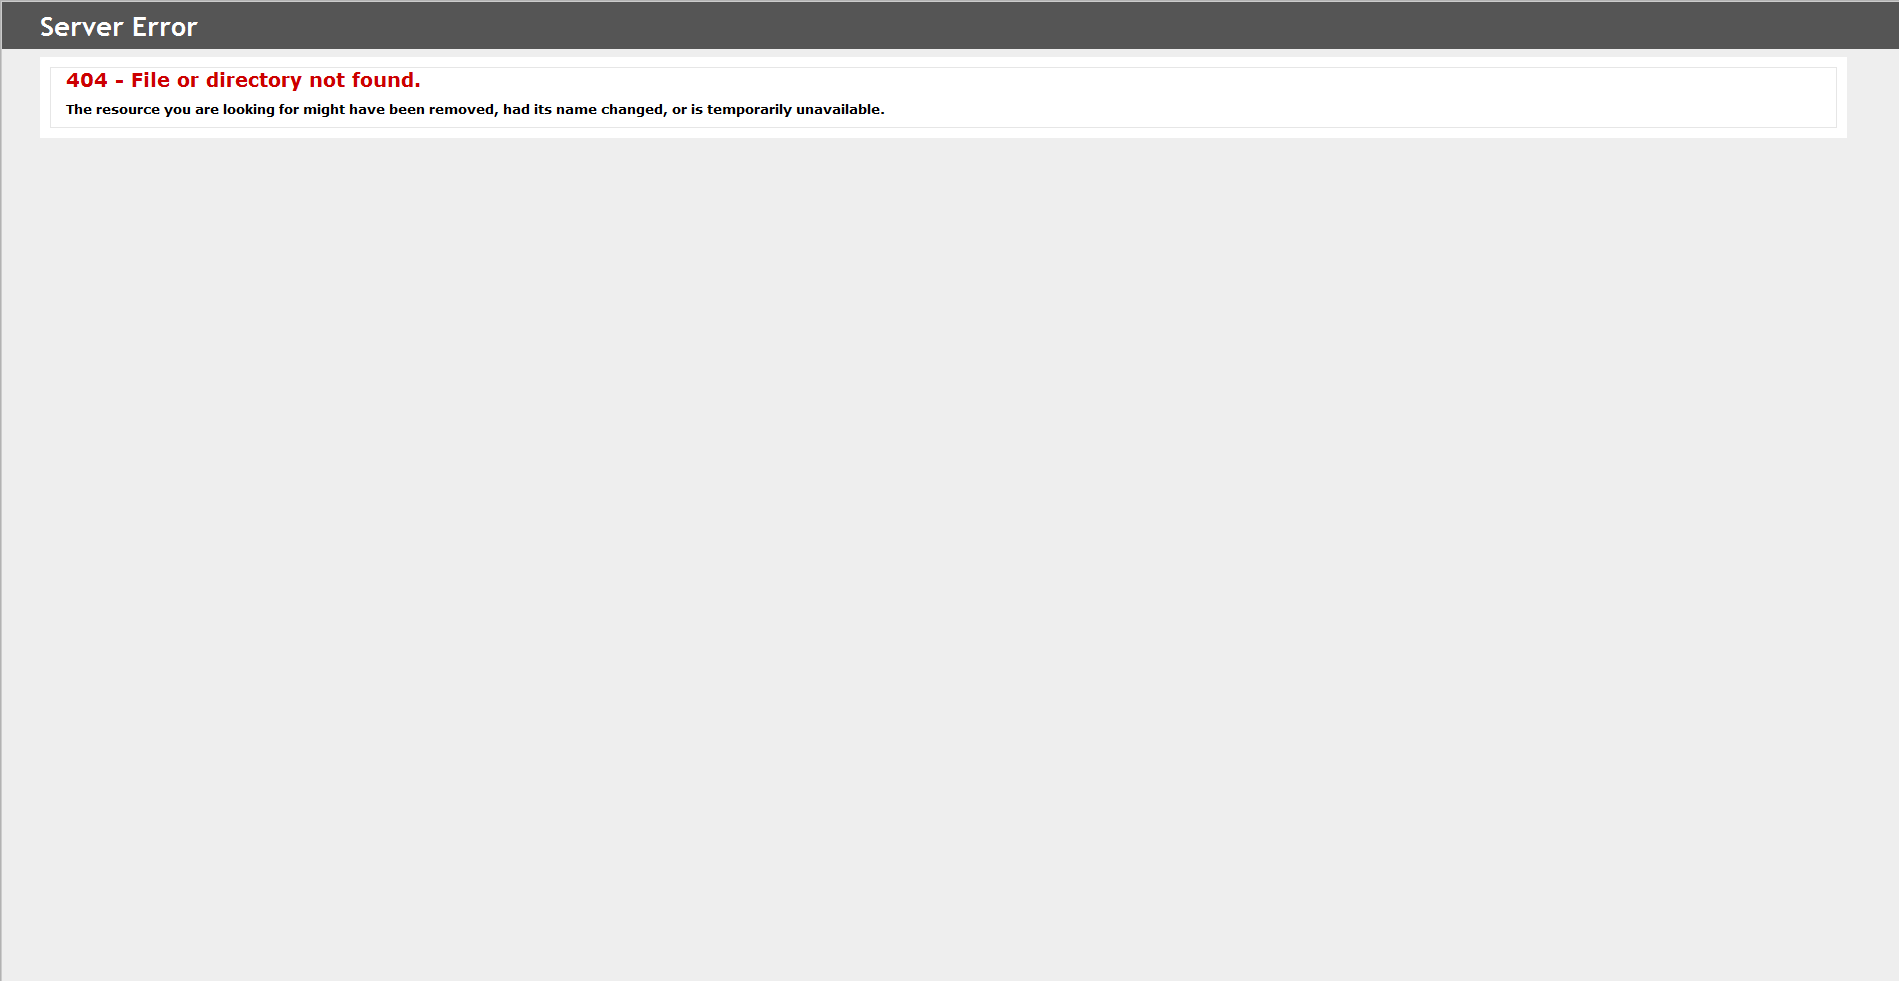 Server Error
404 - File or directory not found.
The resource you are looking for might have been removed, had its name changed, or is temporarily unavailable.